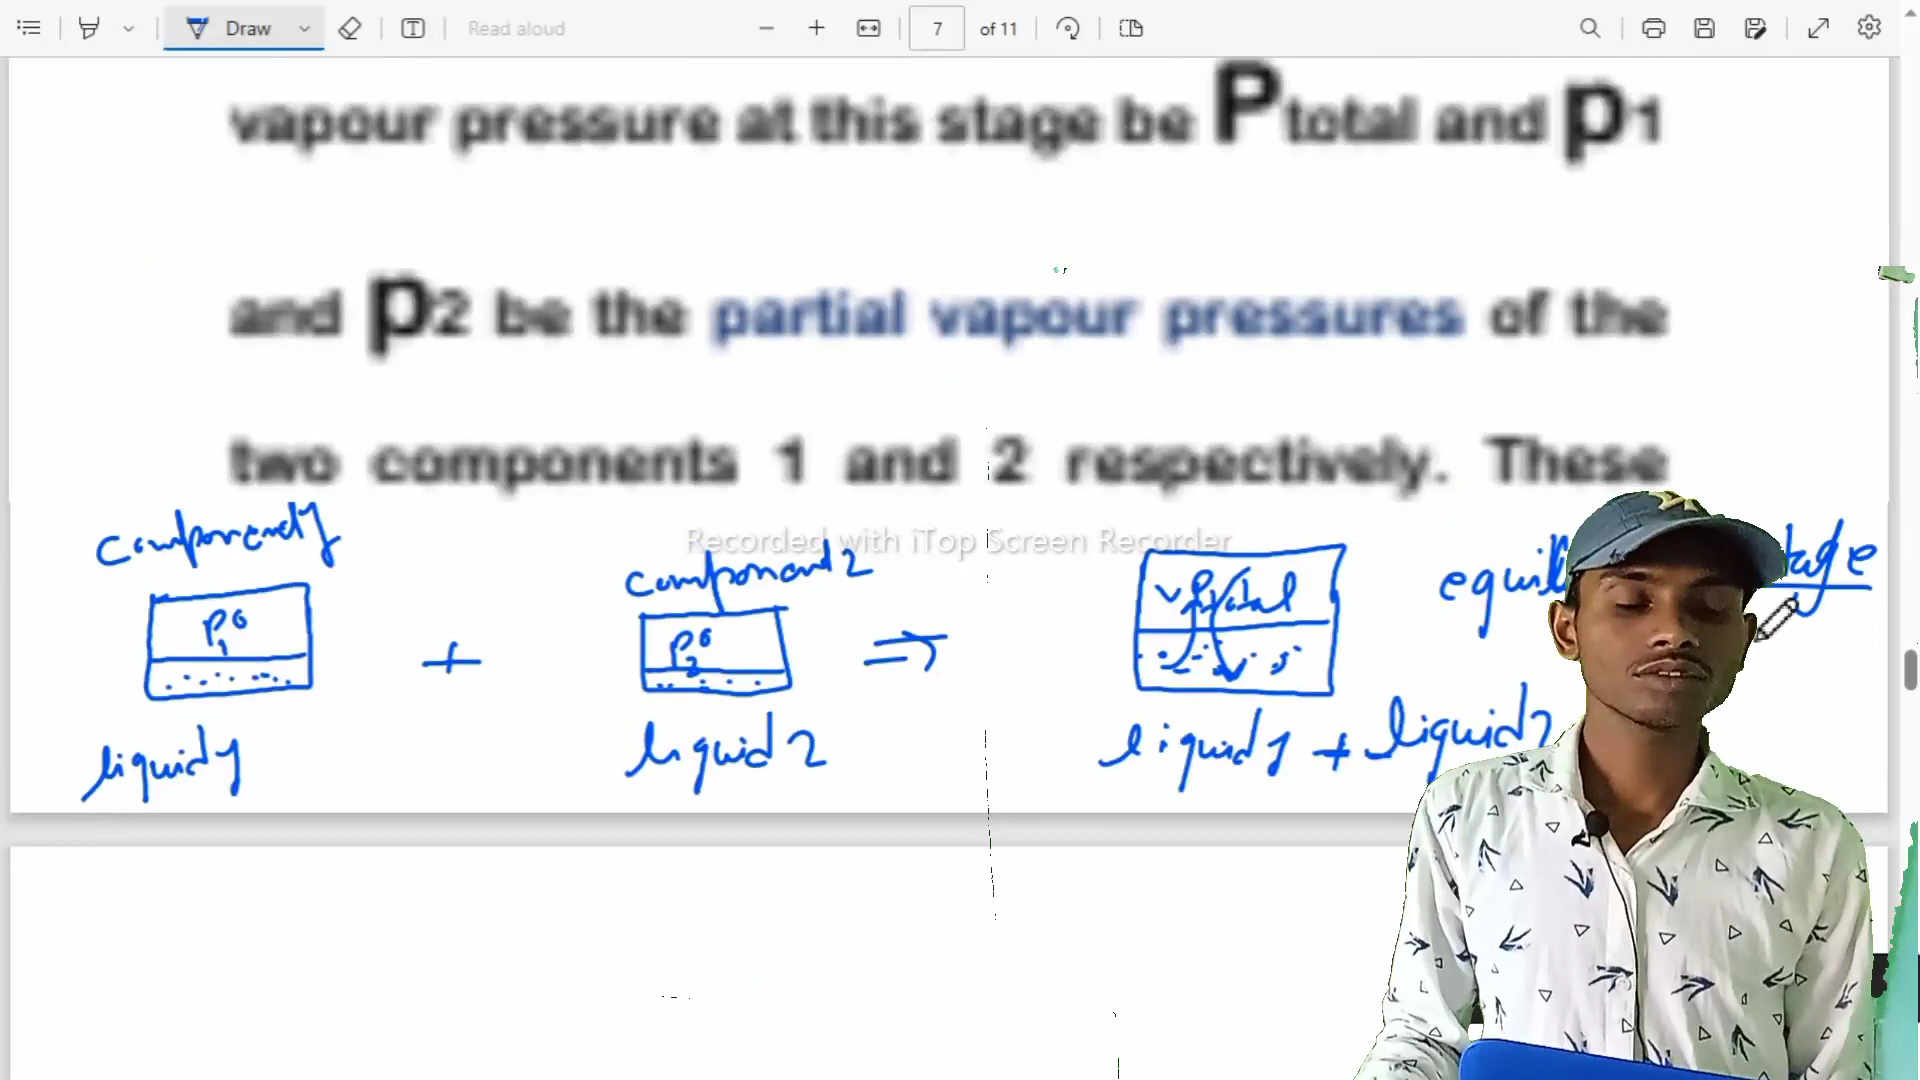 Draw
Read aloud
7 of 11
vapour pressure at this stage be Ptotal and p1
and p2 be the partial vapour pressures of the
two components 1 and 2 respectively. These
Recorded with iTop Screen Recorder
component 1
component 2
P1°
+
P2°
⇒
liquid 1
liquid 2
liquid 1 + liquid 2